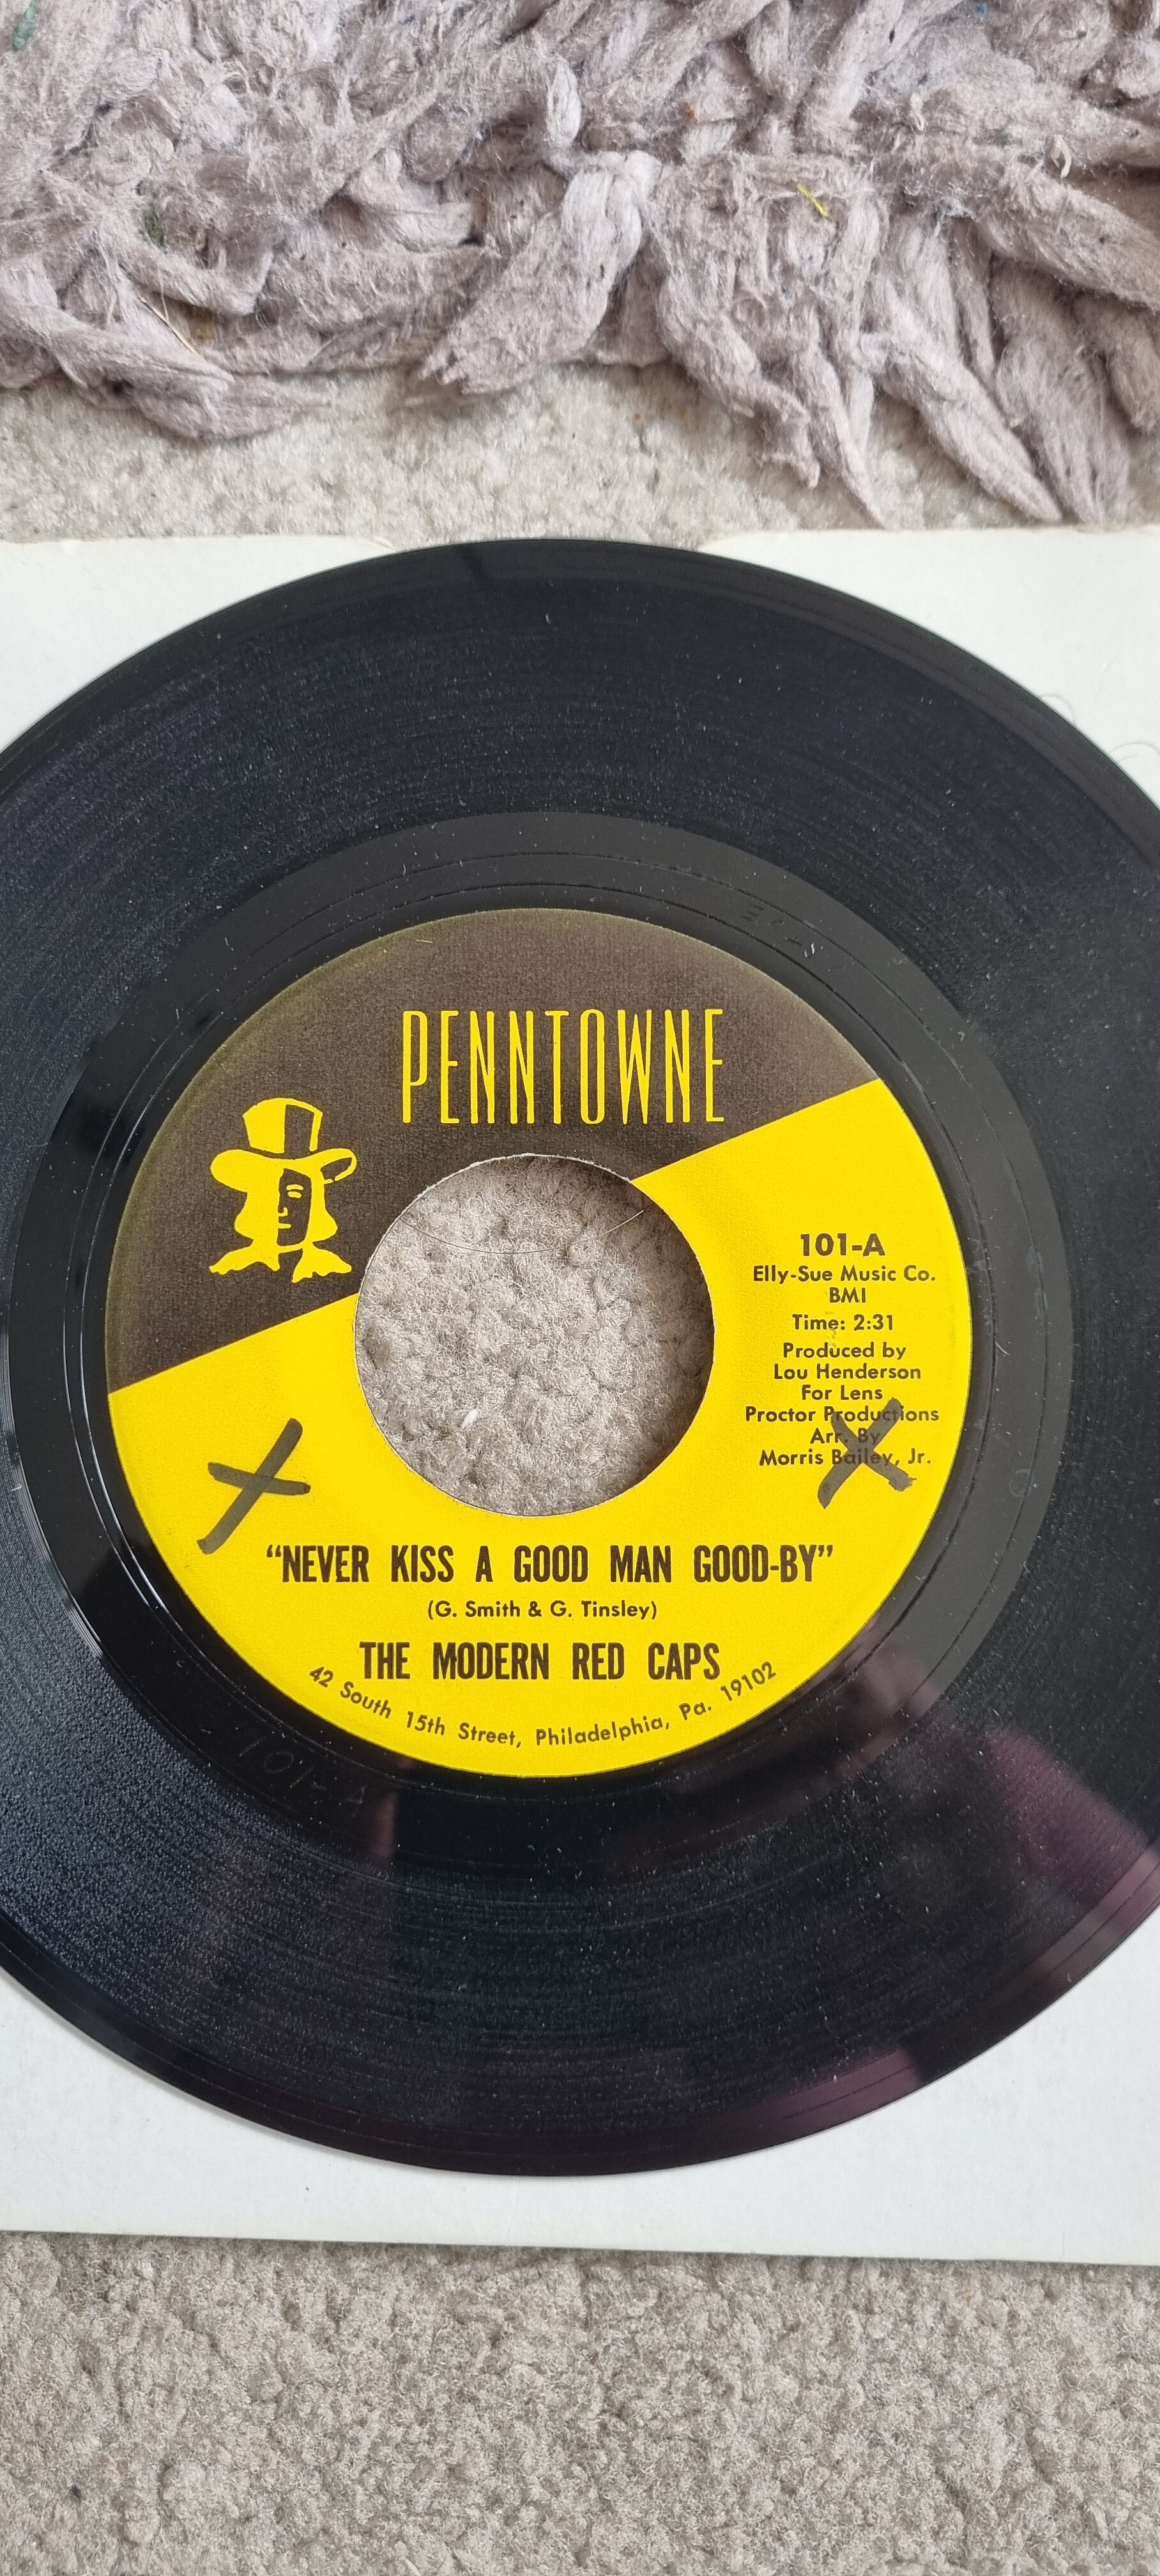 PENNTOWNE
101-A
Elly-Sue Music Co.
BMI
Time: 2:31
Produced by
Lou Henderson
For Lens
Proctor Productions
Arr. By
Morris Bailey, Jr.
X X
“NEVER KISS A GOOD MAN GOOD-BY”
(G. Smith & G. Tinsley)
THE MODERN RED CAPS
42 South 15th Street, Philadelphia, Pa. 19102
101-A